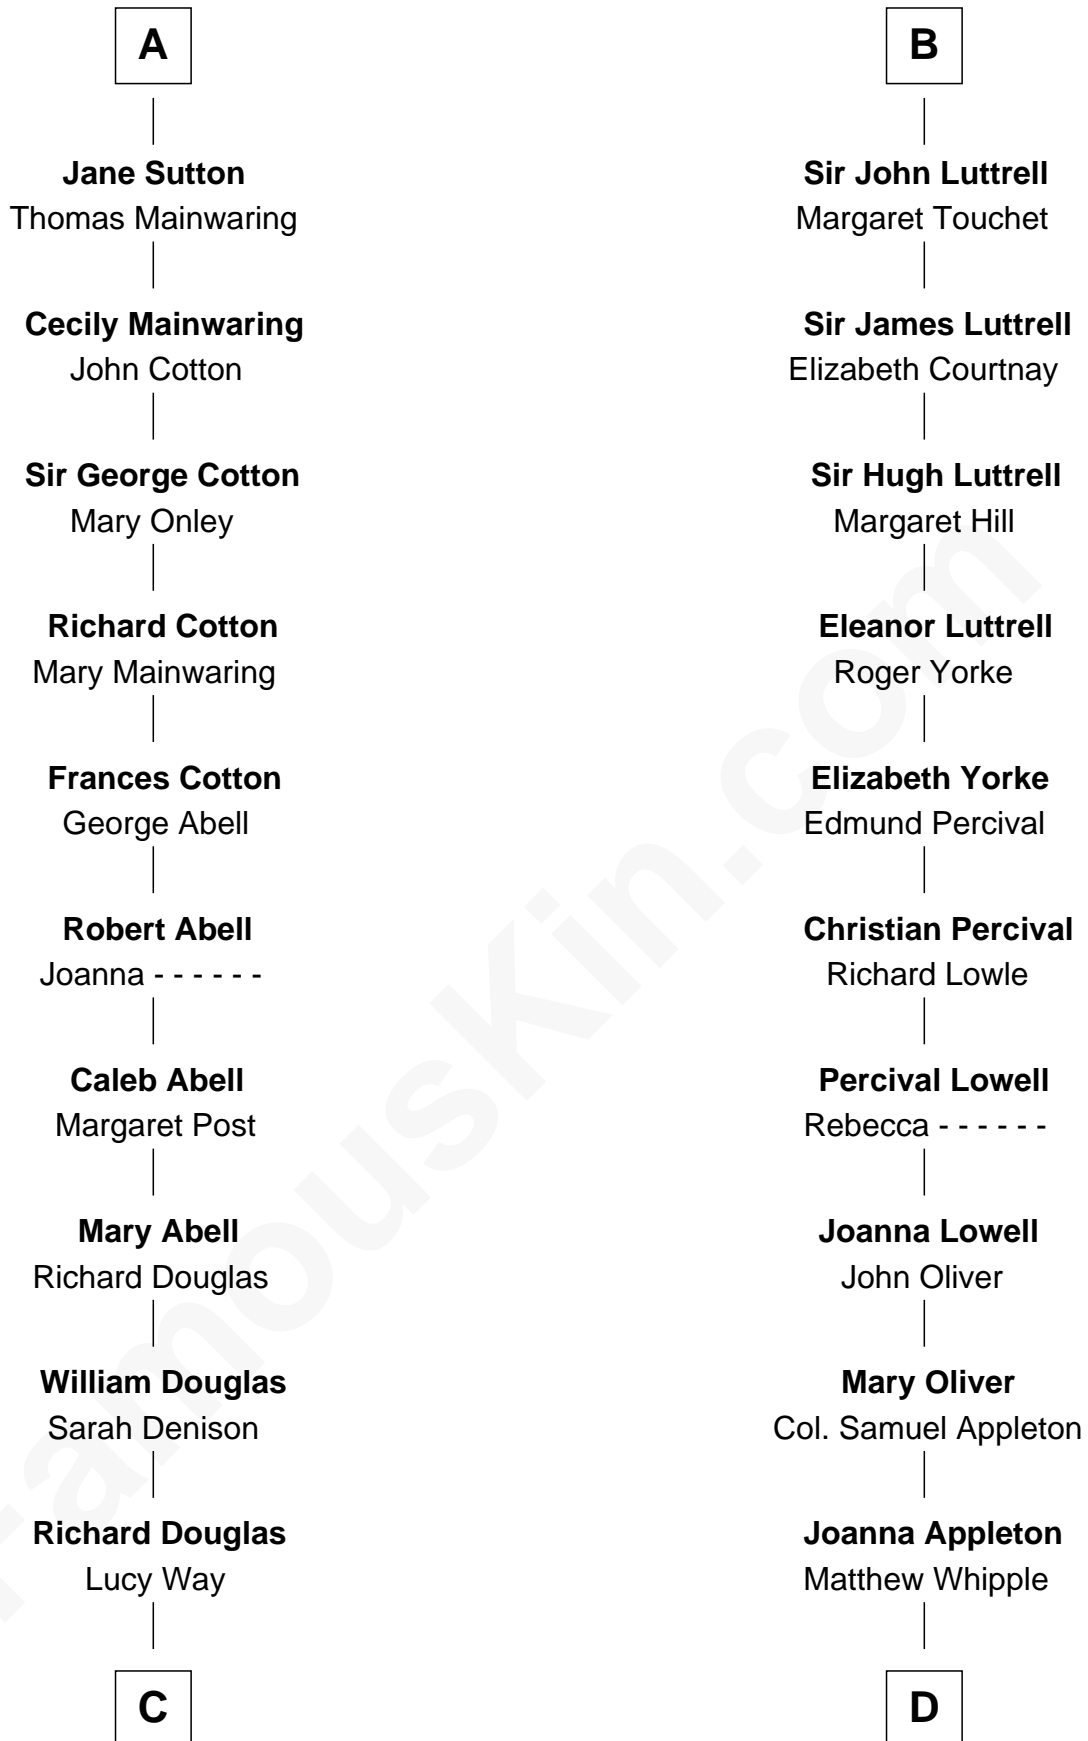 A
Jane Sutton
Thomas Mainwaring
Cecily Mainwaring
John Cotton
Sir George Cotton
Mary Onley
Richard Cotton
Mary Mainwaring
Frances Cotton
George Abell
Robert Abell
Joanna - - - - - -
Caleb Abell
Margaret Post
Mary Abell
Richard Douglas
William Douglas
Sarah Denison
Richard Douglas
Lucy Way
C
B
Sir John Luttrell
Margaret Touchet
Sir James Luttrell
Elizabeth Courtnay
Sir Hugh Luttrell
Margaret Hill
Eleanor Luttrell
Roger Yorke
Elizabeth Yorke
Edmund Percival
Christian Percival
Richard Lowle
Percival Lowell
Rebecca - - - - - -
Joanna Lowell
John Oliver
Mary Oliver
Col. Samuel Appleton
Joanna Appleton
Matthew Whipple
D
FamousKin.com